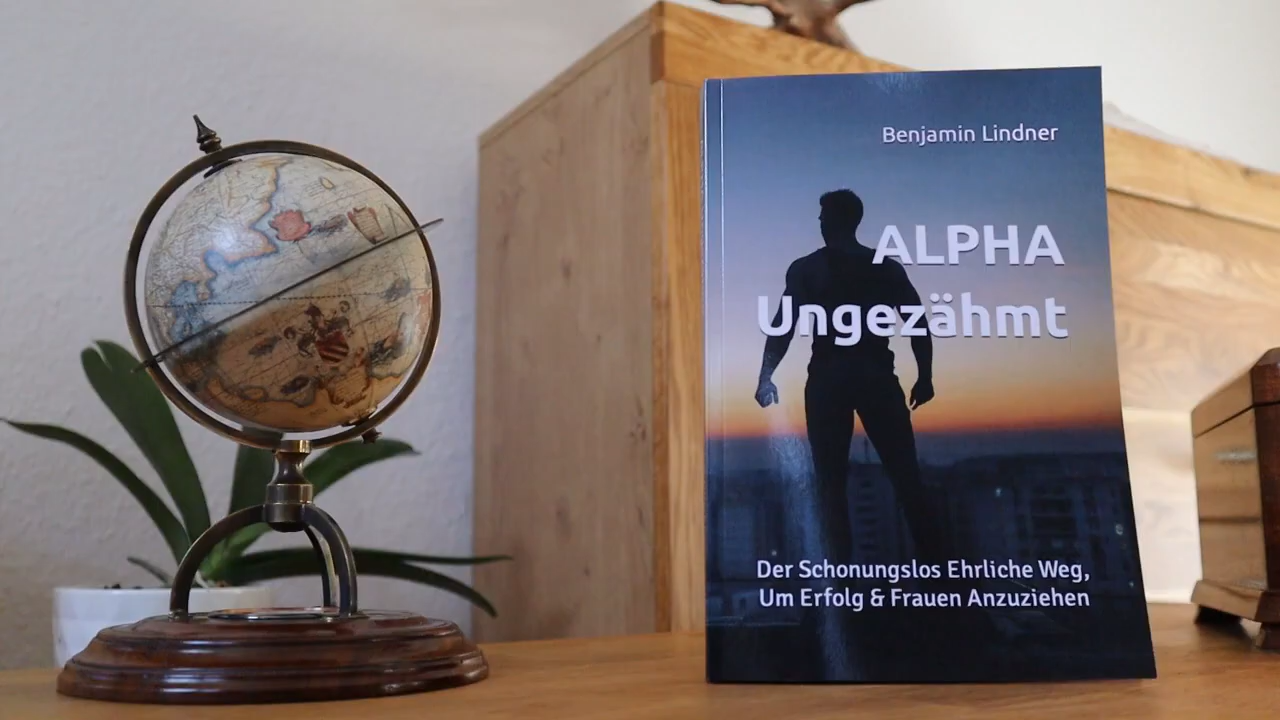 Benjamin Lindner
ALPHA
Ungezähmt
Der Schonungslos Ehrliche Weg,
Um Erfolg & Frauen Anzuziehen